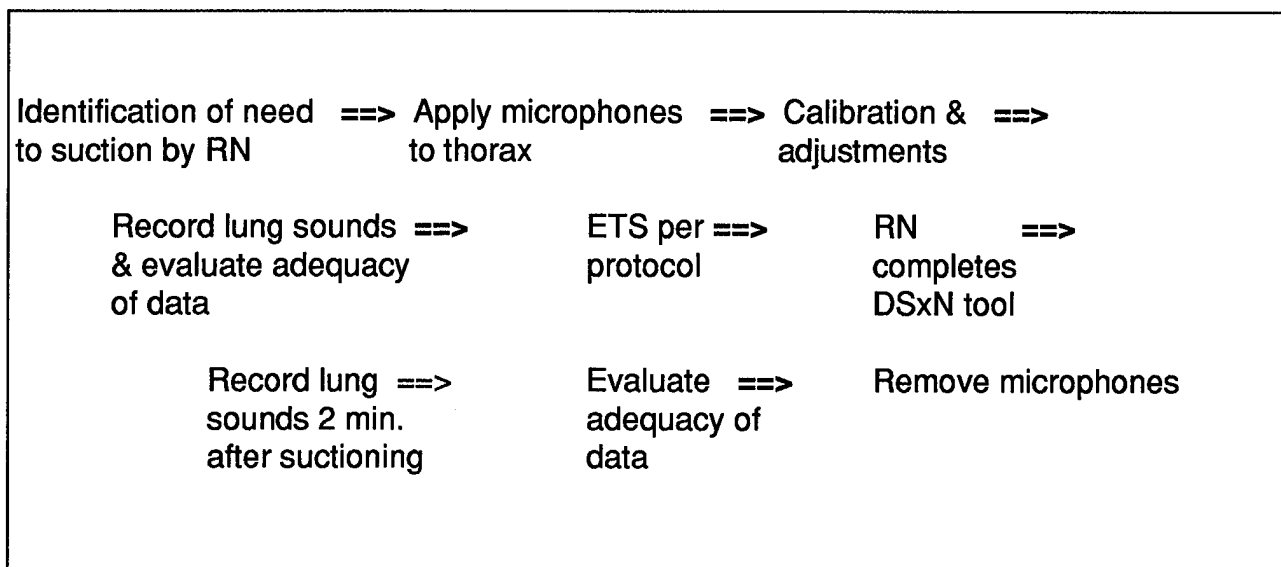 Identification of need ==> Apply microphones ==> Calibration & ==>
to suction by RN to thorax adjustments
Record lung sounds ==> ETS per ==> RN ==>
& evaluate adequacy protocol completes
of data DSxN tool
Record lung ==> Evaluate ==> Remove microphones
sounds 2 min. adequacy of
after suctioning data